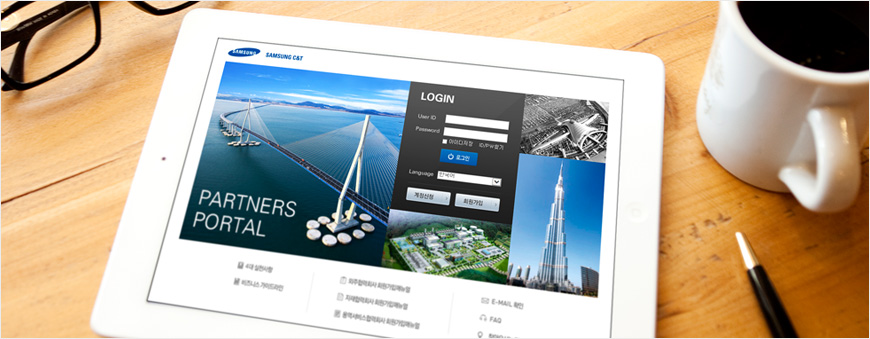 SAMSUNG SAMSUNG C&T
LOGIN
User ID
Password
아이디저장 ID/PW찾기
로그인
Language 한국어
계정신청 회원가입
PARTNERS
PORTAL
4대 실천사항
비즈니스 가이드라인
외주협력회사 회원가입매뉴얼
자재협력회사 회원가입매뉴얼
용역서비스협력회사 회원가입매뉴얼
E-MAIL 확인
FAQ